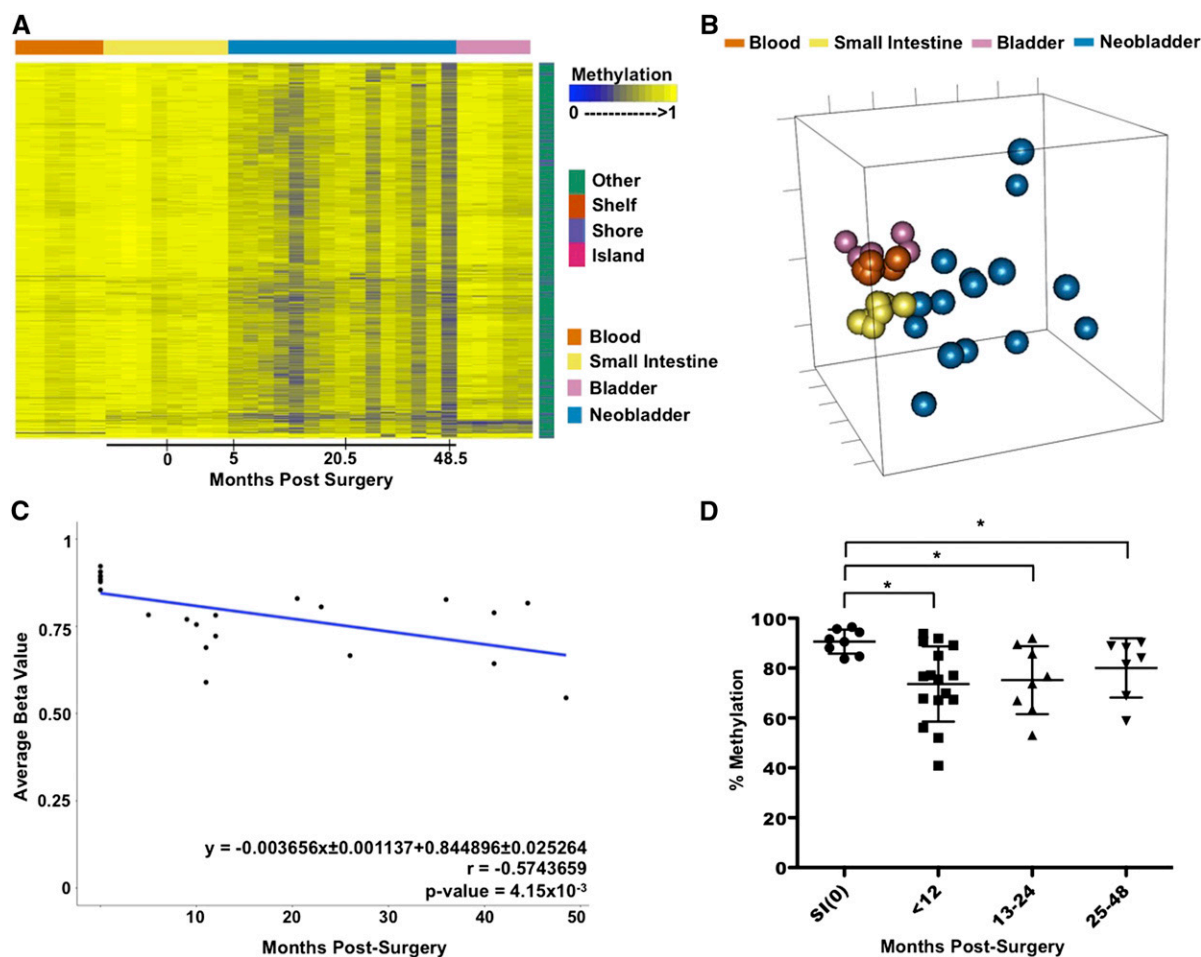 A
Methylation
0 ------------->1
Other
Shelf
Shore
Island
Blood
Small Intestine
Bladder
Neobladder
0 5 20.5 48.5
Months Post Surgery
B
Blood Small Intestine Bladder Neobladder
C
Average Beta Value
1
0.75
0.50
0.25
0
y = -0.003656x±0.001137+0.844896±0.025264
r = -0.5743659
p-value = 4.15x10⁻³
10 20 30 40 50
Months Post-Surgery
D
*
*
*
% Methylation
100
80
60
40
20
0
SI(0) <12 13-24 25-48
Months Post-Surgery